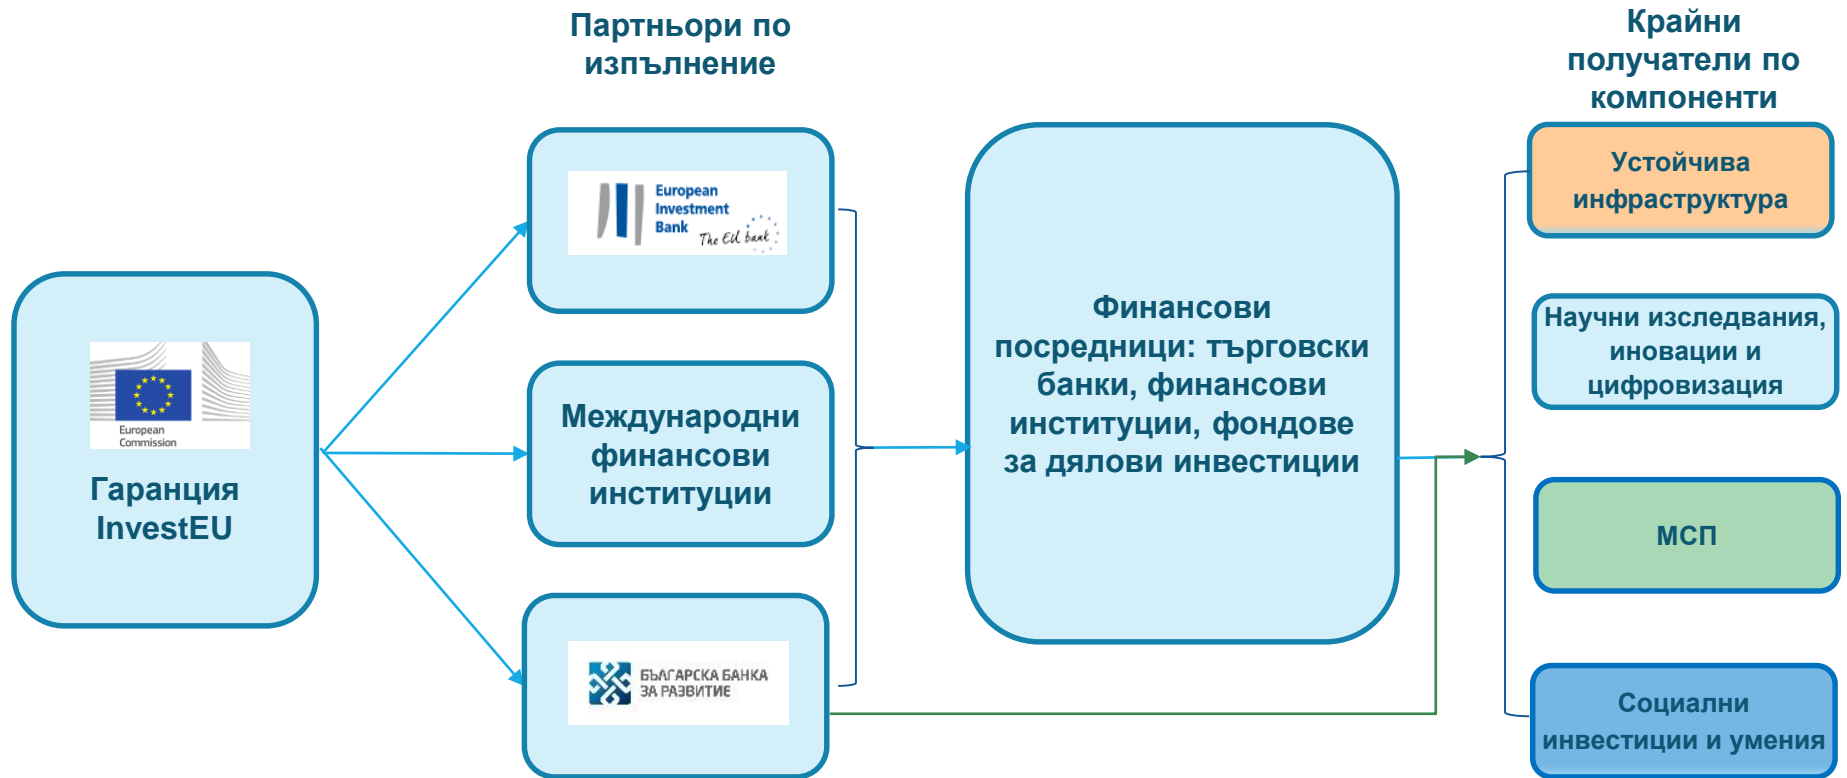 Партньори по
изпълнение
Крайни
получатели по
компоненти
European
Investment
Bank
The EU bank
European
Commission
Гаранция
InvestEU
Международни
финансови
институции
БЪЛГАРСКА БАНКА
ЗА РАЗВИТИЕ
Финансови
посредници: търговски
банки, финансови
институции, фондове
за дялови инвестиции
Устойчива
инфраструктура
Научни изследвания,
иновации и
цифровизация
МСП
Социални
инвестиции и умения